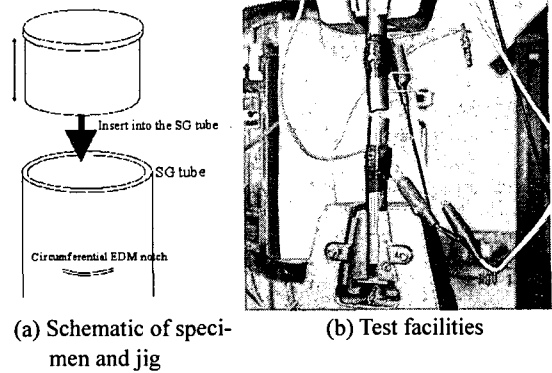 Insert into the SG tube
SG tube
Circumferential EDM notch
(a) Schematic of speci-
men and jig
(b) Test facilities